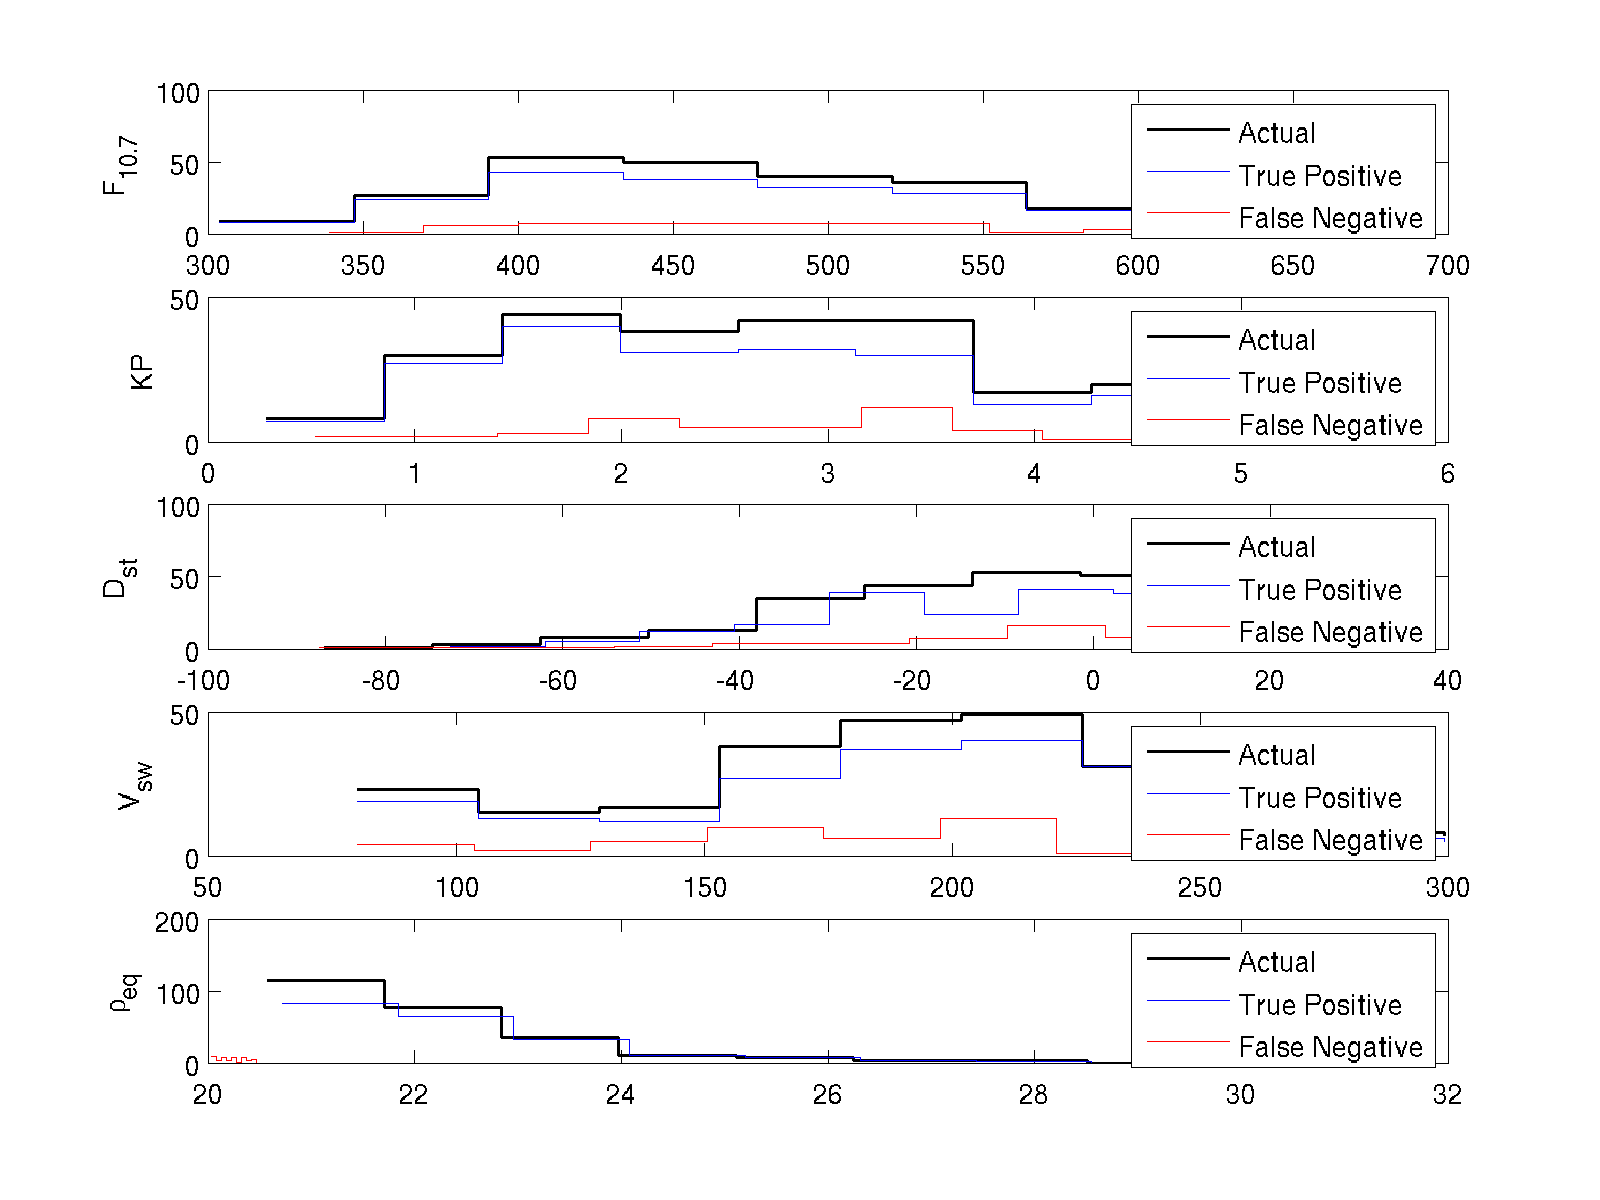 100
50
0
F10.7
300 350 400 450 500 550 600 650 700
Actual
True Positive
False Negative
50
0
KP
0 1 2 3 4 5 6
Actual
True Positive
False Negative
100
50
0
Dst
-100 -80 -60 -40 -20 0 20 40
Actual
True Positive
False Negative
50
0
Vsw
50 100 150 200 250 300
Actual
True Positive
False Negative
200
100
0
ρeq
20 22 24 26 28 30 32
Actual
True Positive
False Negative